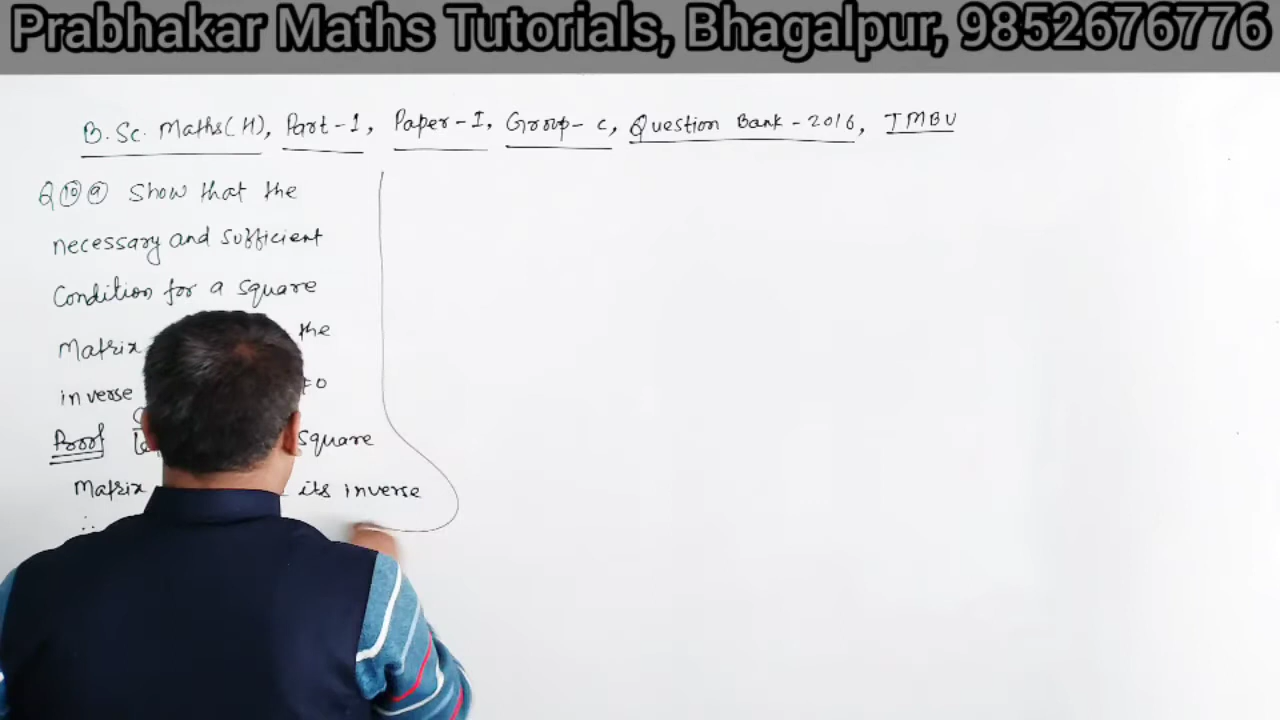 Prabhakar Maths Tutorials, Bhagalpur, 9852676776
B.Sc. Maths(H), Part-1, Paper-I, Group-C, Question Bank-2016, TMBU
Q 10 a Show that the
necessary and sufficient
Condition for a square
Matrix the
inverse
Proof square
Matrix its inverse
∴